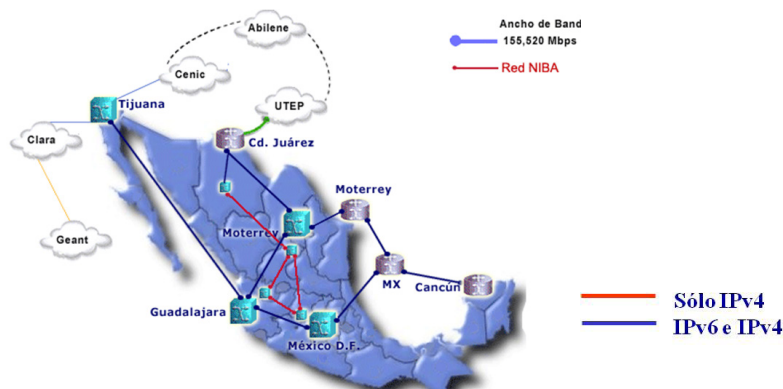 Abilene
Ancho de Band
155,520 Mbps
Cenic
Red NIBA
Tijuana
UTEP
Clara
Cd. Juárez
Moterrey
Moterrey
Geant
MX
Cancún
Guadalajara
México D.F.
Sólo IPv4
IPv6 e IPv4